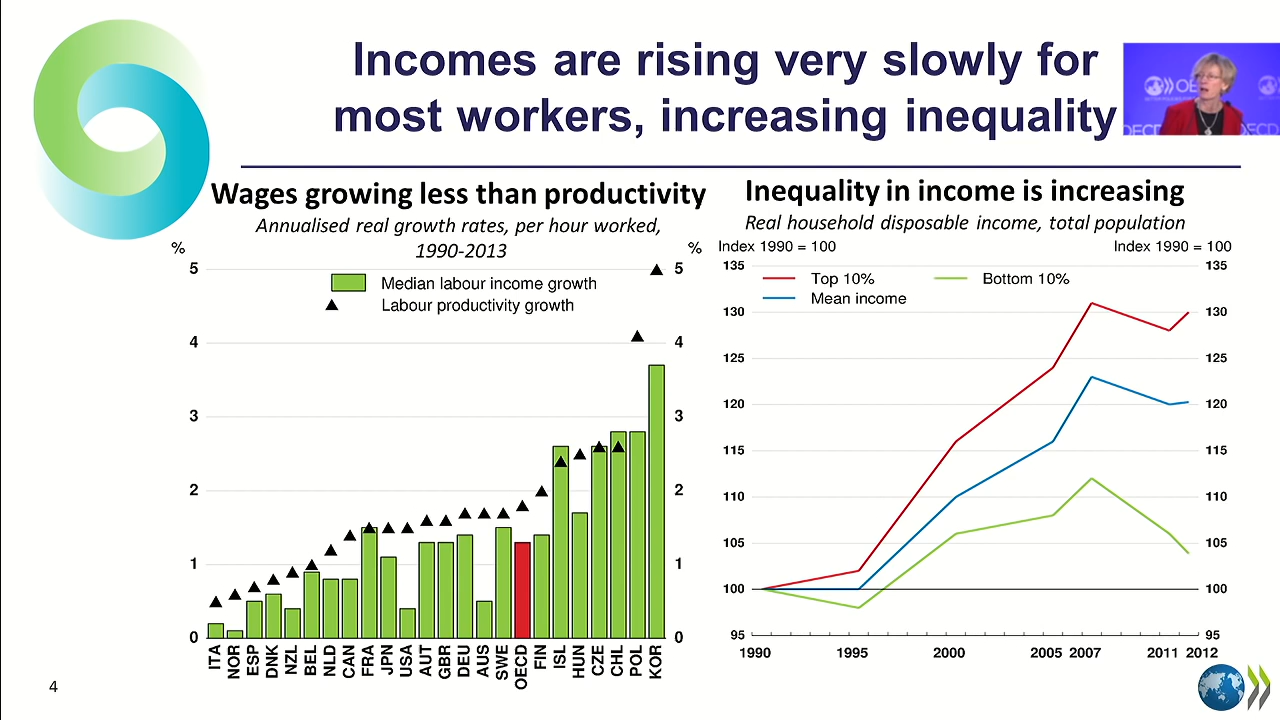 Incomes are rising very slowly for
most workers, increasing inequality
Wages growing less than productivity
Annualised real growth rates, per hour worked,
1990-2013
%
%
Median labour income growth
Labour productivity growth
5
4
3
2
1
0
5
4
3
2
1
0
ITA
NOR
ESP
DNK
NZL
BEL
NLD
CAN
FRA
JPN
USA
AUT
GBR
DEU
AUS
SWE
OECD
FIN
ISL
HUN
CZE
CHL
POL
KOR
Inequality in income is increasing
Real household disposable income, total population
Index 1990 = 100
Index 1990 = 100
Top 10%
Bottom 10%
Mean income
135
130
125
120
115
110
105
100
95
135
130
125
120
115
110
105
100
95
1990
1995
2000
2005
2007
2011
2012
4